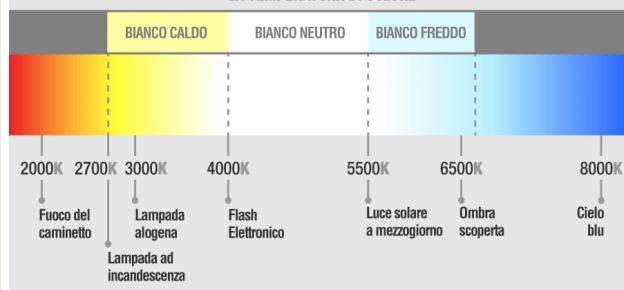 BIANCO CALDO BIANCO NEUTRO BIANCO FREDDO
2000K 2700K 3000K 4000K 5500K 6500K 8000K
Fuoco del
caminetto
Lampada ad
incandescenza
Lampada
alogena
Flash
Elettronico
Luce solare
a mezzogiorno
Ombra
scoperta
Cielo
blu